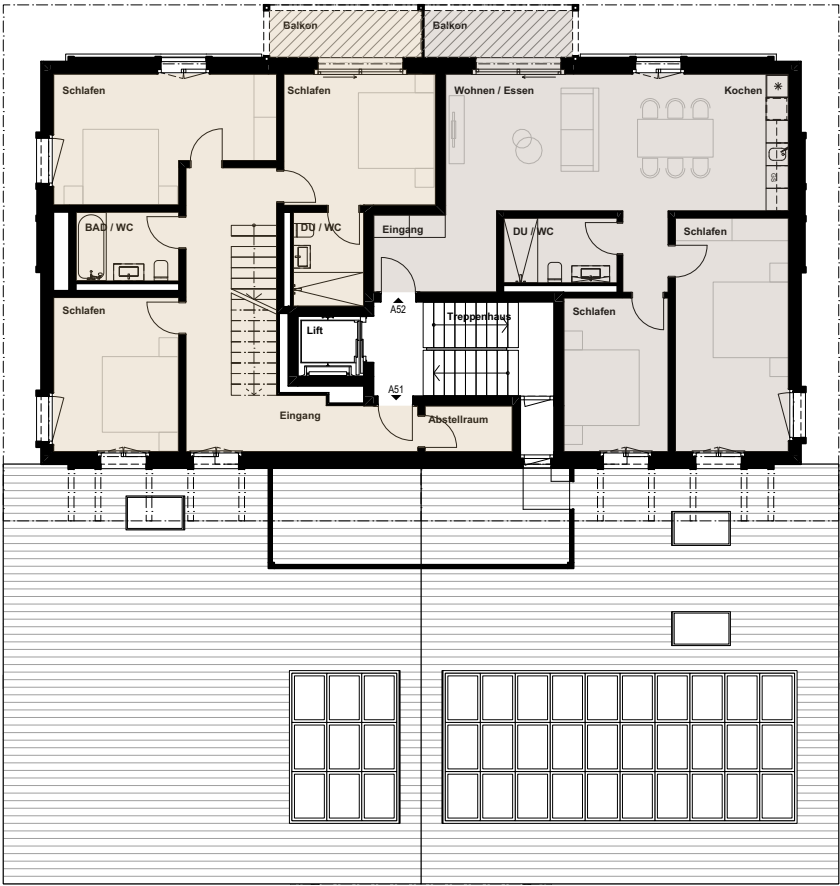 Balkon
Balkon
Schlafen
Schlafen
Wohnen / Essen
Kochen
BAD / WC
DU / WC
Eingang
DU / WC
Schlafen
Schlafen
A52
Treppenhaus
Schlafen
Lift
A51
Eingang
Abstellraum